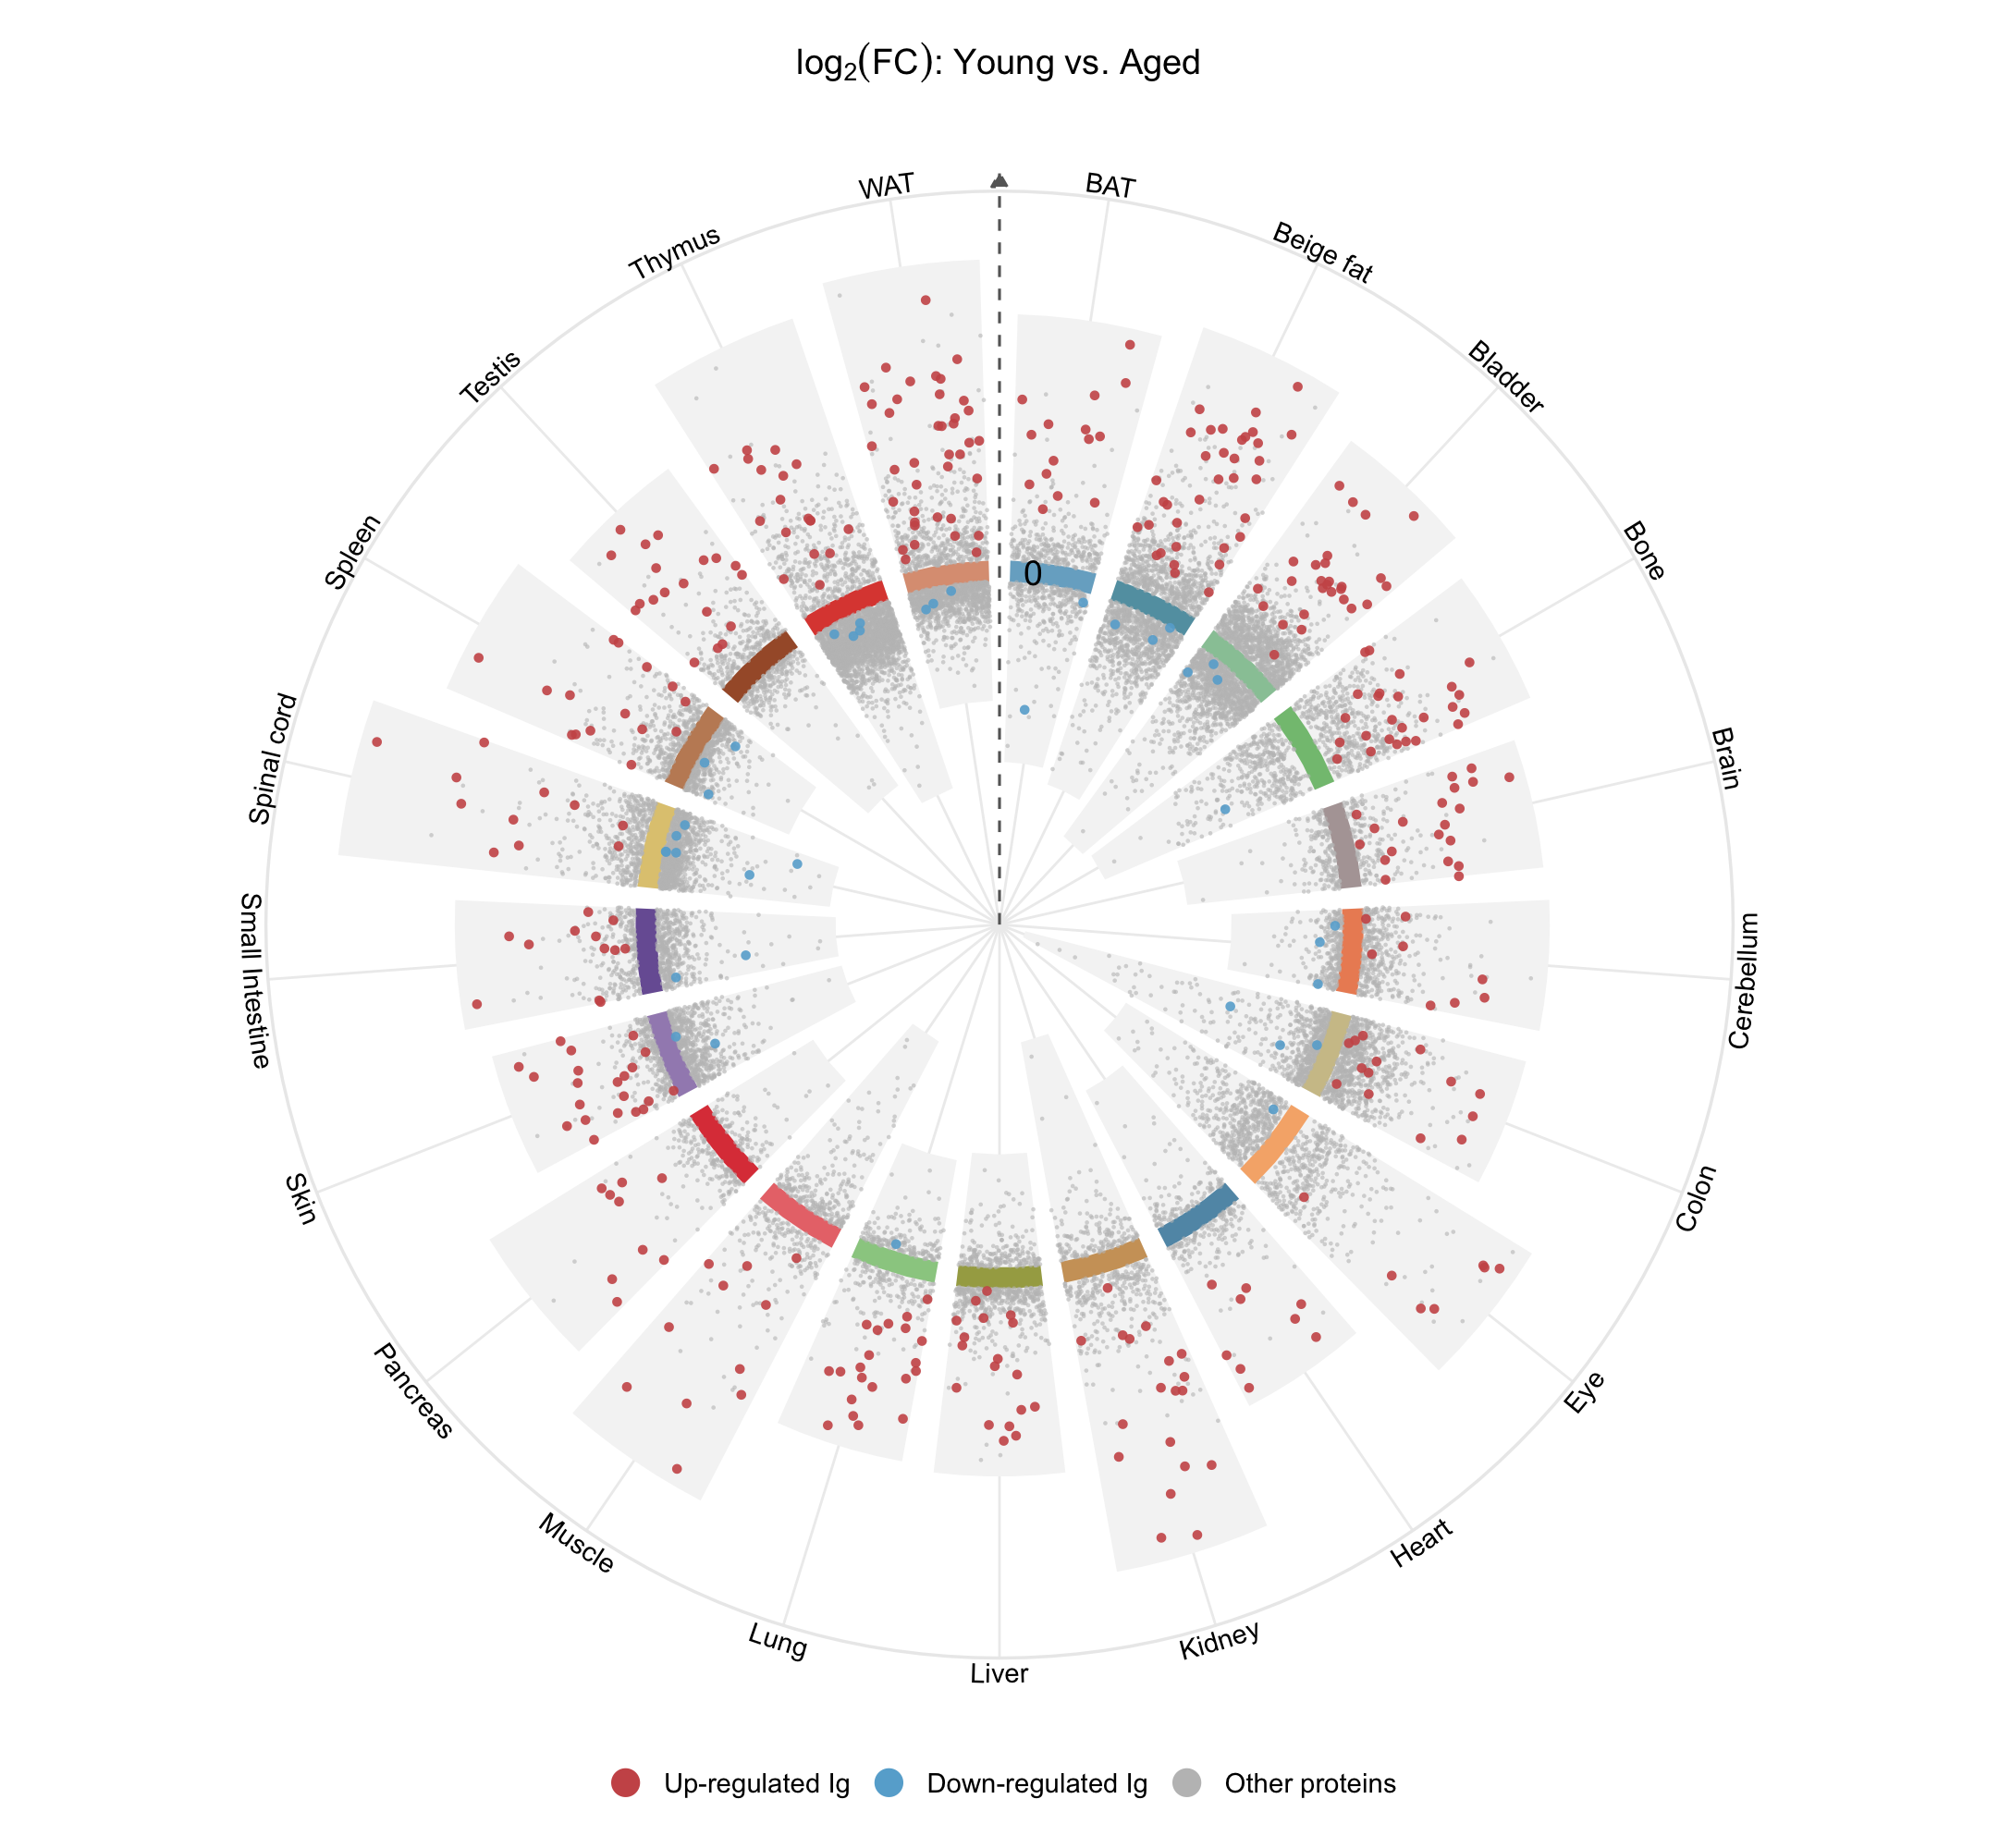 log₂(FC): Young vs. Aged
WAT
BAT
Thymus
Beige fat
Testis
Bladder
Spleen
Bone
0
Spinal cord
Brain
Small Intestine
Cerebellum
Skin
Colon
Pancreas
Eye
Muscle
Heart
Lung
Kidney
Liver
Up-regulated Ig Down-regulated Ig Other proteins